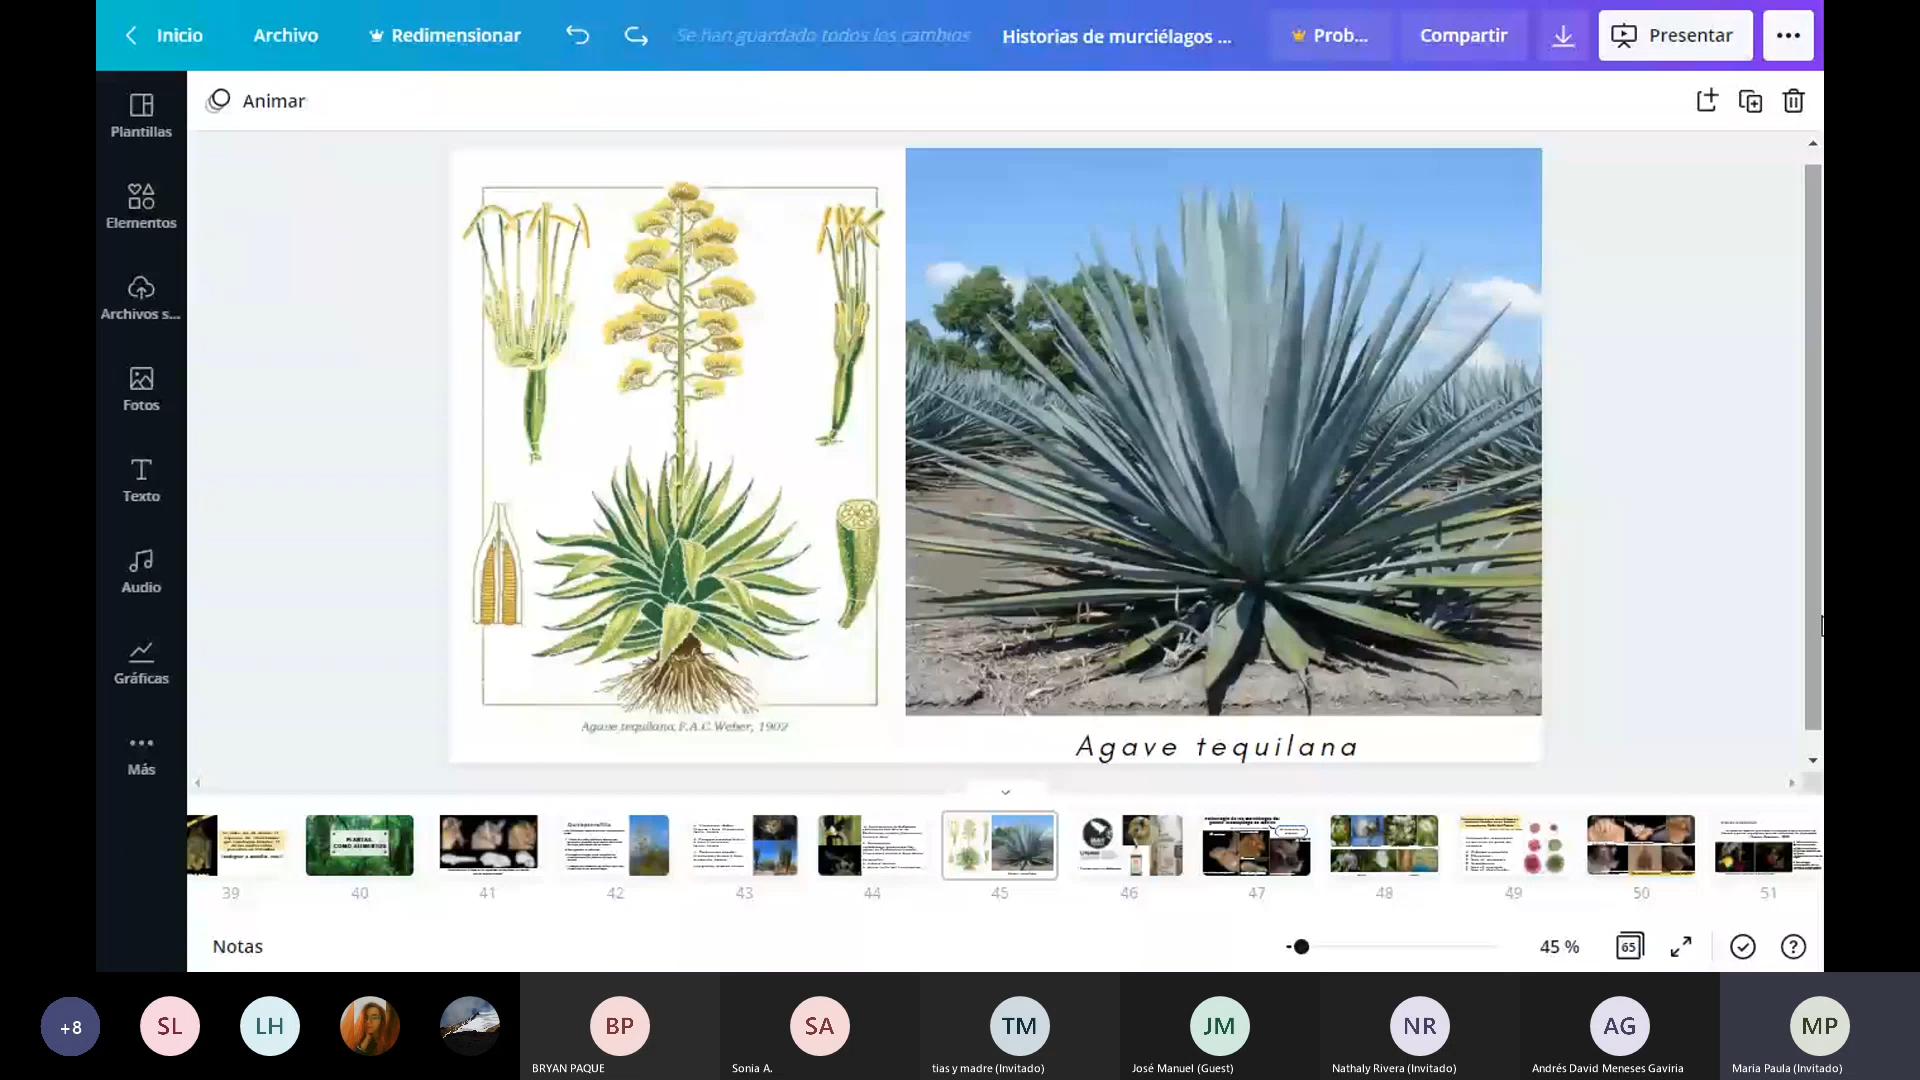 Inicio
Archivo
Redimensionar
Se han guardado todos los cambios
Historias de murciélagos ...
Prob...
Compartir
Presentar
Animar
Plantillas
Elementos
Archivos s...
Fotos
Texto
Audio
Gráficas
Más
Agave tequilana F.A.C. Weber, 1902
Agave tequilana
PLANTAS
COMO ALIMENTOS
39
40
41
42
43
44
45
46
47
48
49
50
51
Notas
45 %
65
+8
SL
LH
BP
SA
TM
JM
NR
AG
MP
BRYAN PAQUE
Sonia A.
tias y madre (Invitado)
José Manuel (Guest)
Nathaly Rivera (Invitado)
Andrés David Meneses Gaviria
Maria Paula (Invitado)